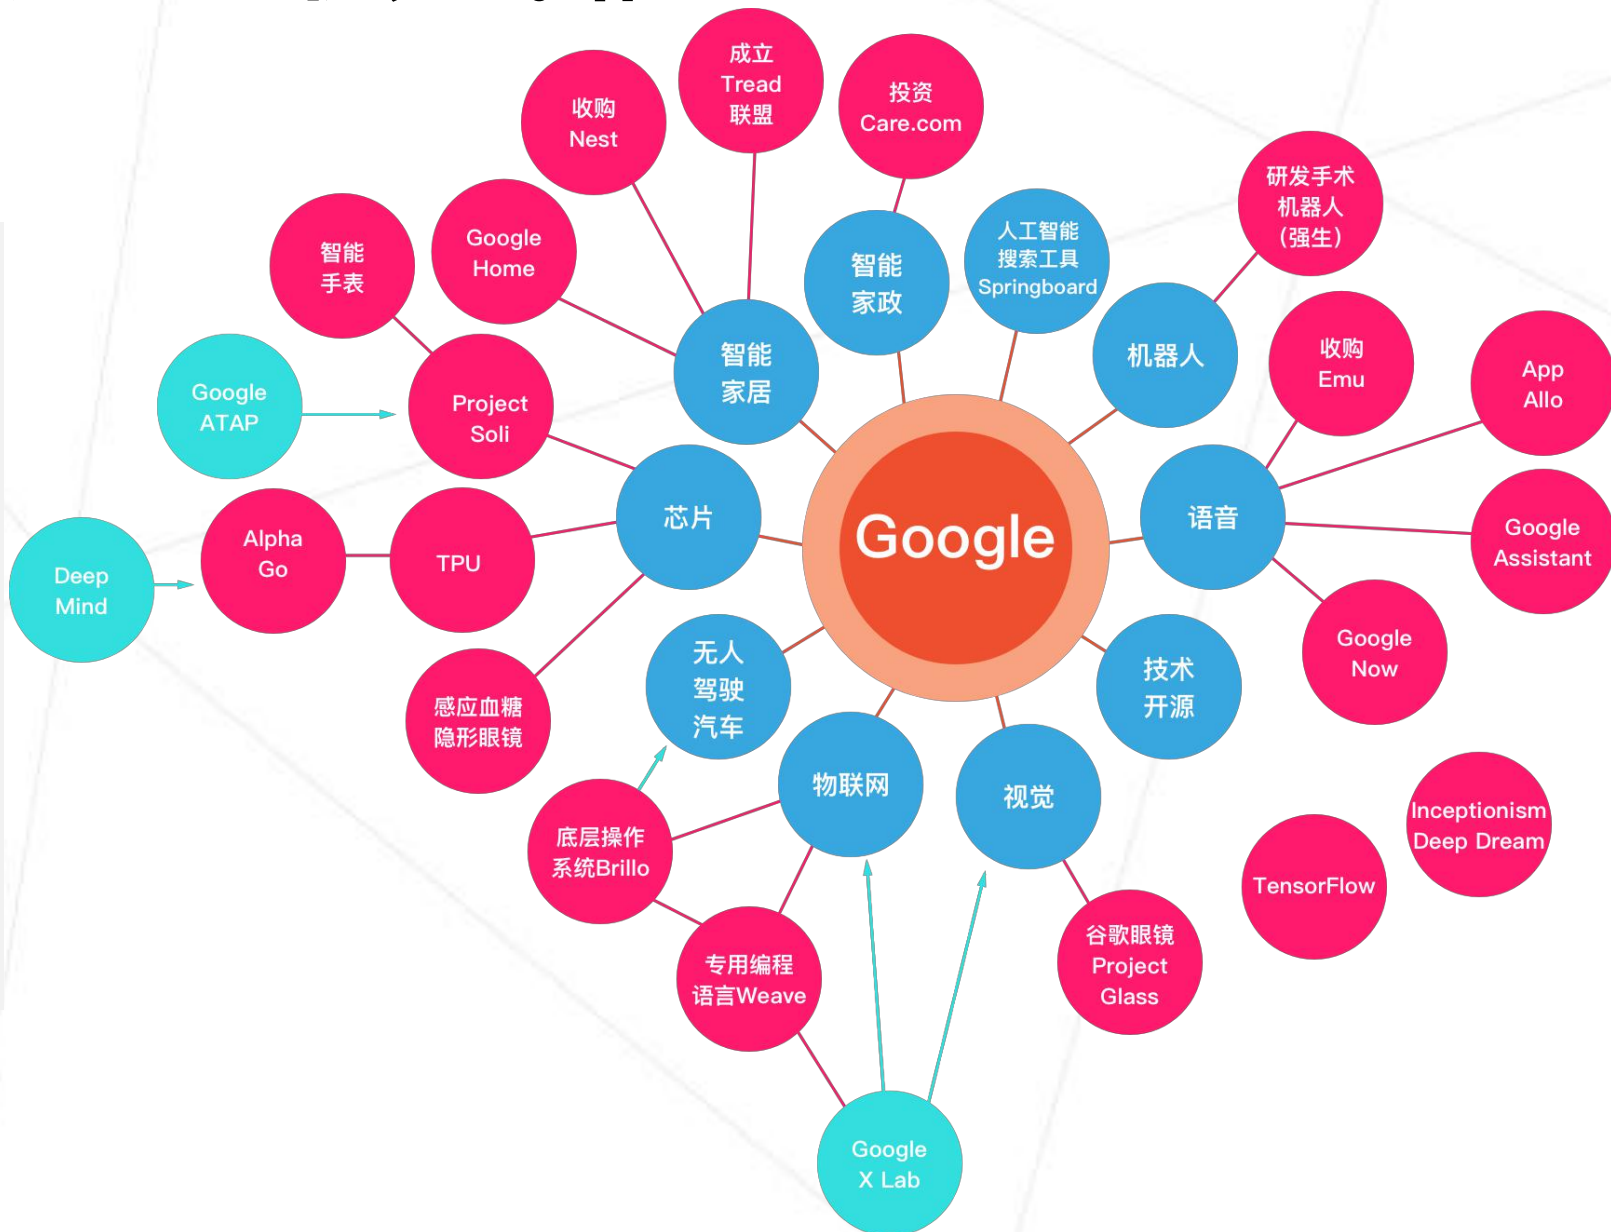 成立
Tread
联盟
收购
Nest
投资
Care.com
研发手术
机器人
（强生）
智能
手表
Google
Home
智能
家政
人工智能
搜索工具
Springboard
机器人
收购
Emu
App
Allo
智能
家居
Google
ATAP
Project
Soli
芯片
Google
语音
Google
Assistant
Deep
Mind
Alpha
Go
TPU
无人
驾驶
汽车
技术
开源
Google
Now
感应血糖
隐形眼镜
物联网
视觉
底层操作
系统Brillo
Inceptionism
Deep Dream
TensorFlow
专用编程
语言Weave
谷歌眼镜
Project
Glass
Google
X Lab